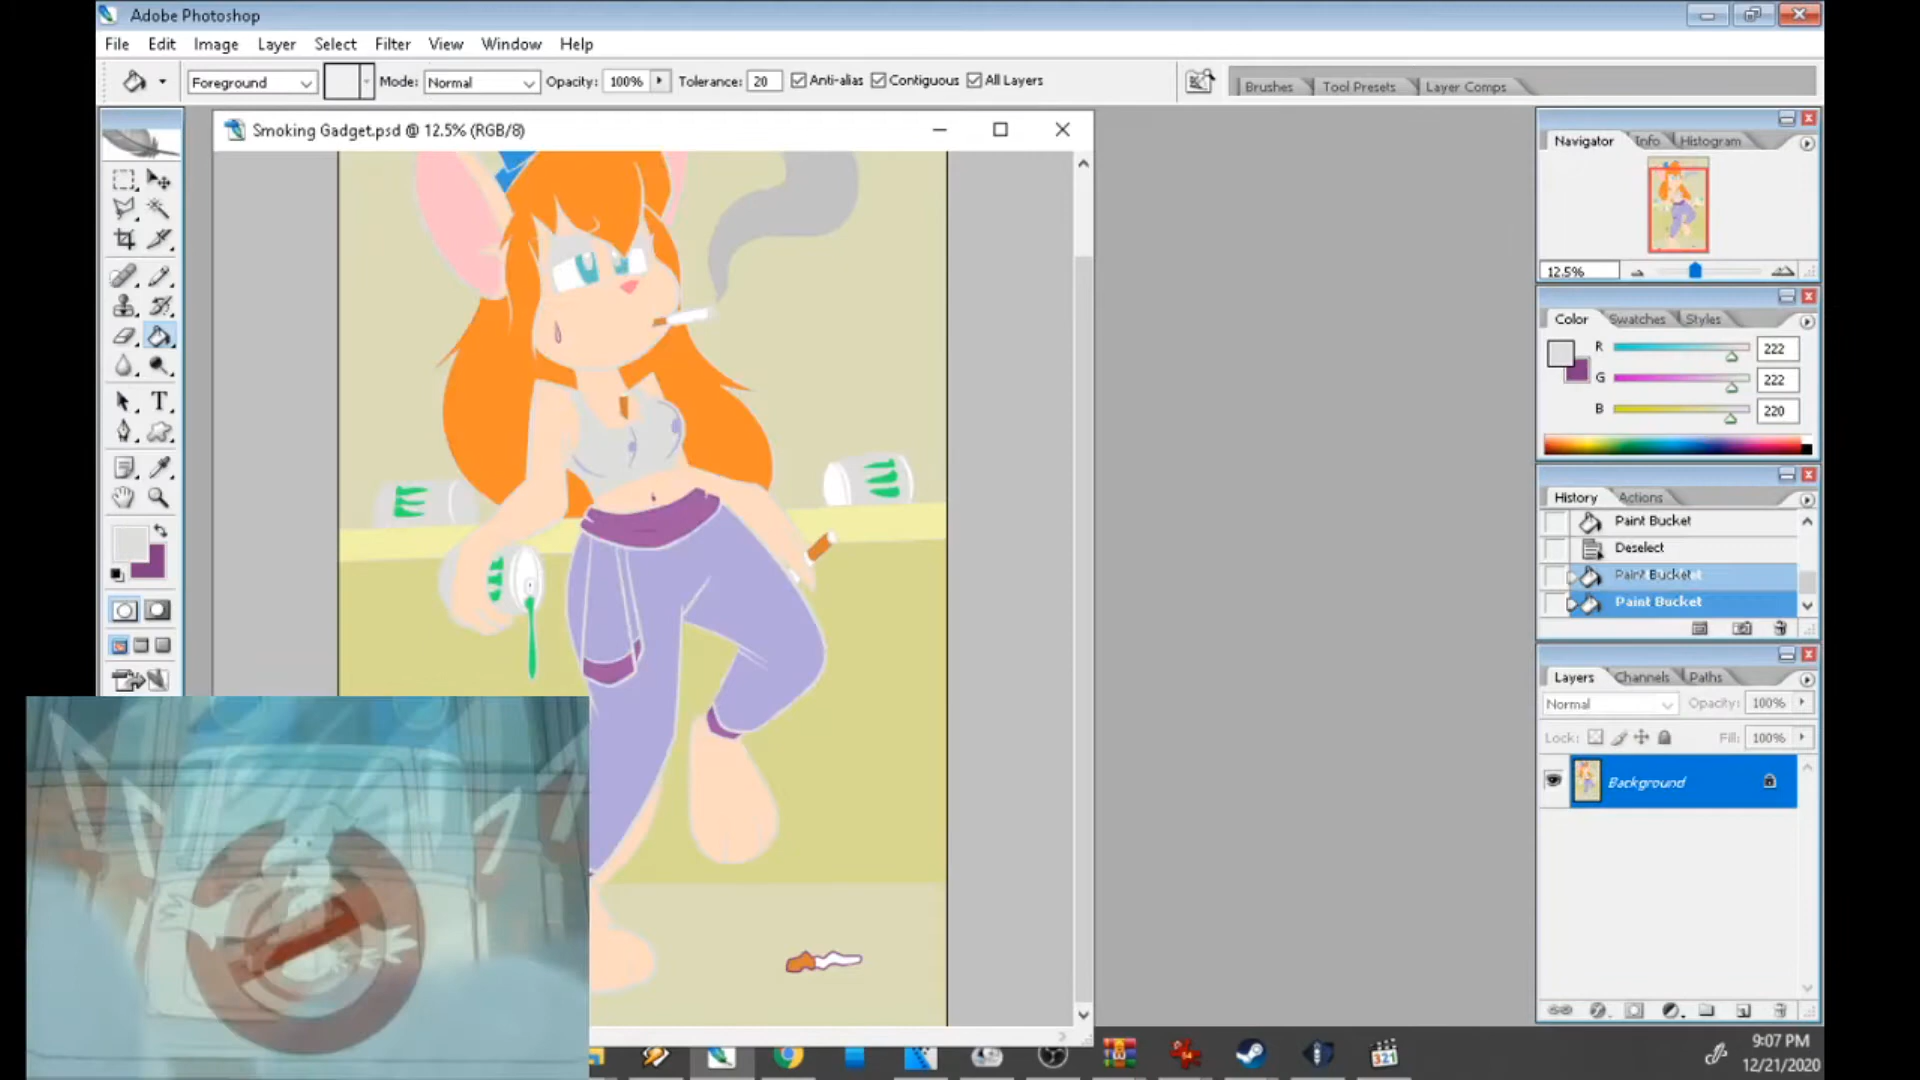 Adobe Photoshop
File Edit Image Layer Select Filter View Window Help
Foreground Mode: Normal Opacity: 100% Tolerance: 20 Anti-alias Contiguous All Layers Brushes Tool Presets Layer Comps
Smoking Gadget.psd @ 12.5% (RGB/8)
Navigator Info Histogram
12.5%
Color Swatches Styles
R 222
G 222
B 220
History Actions
Paint Bucket
Deselect
Paint Bucket
Paint Bucket
Layers Channels Paths
Normal Opacity: 100%
Lock: Fill: 100%
Background
321
9:07 PM
12/21/2020